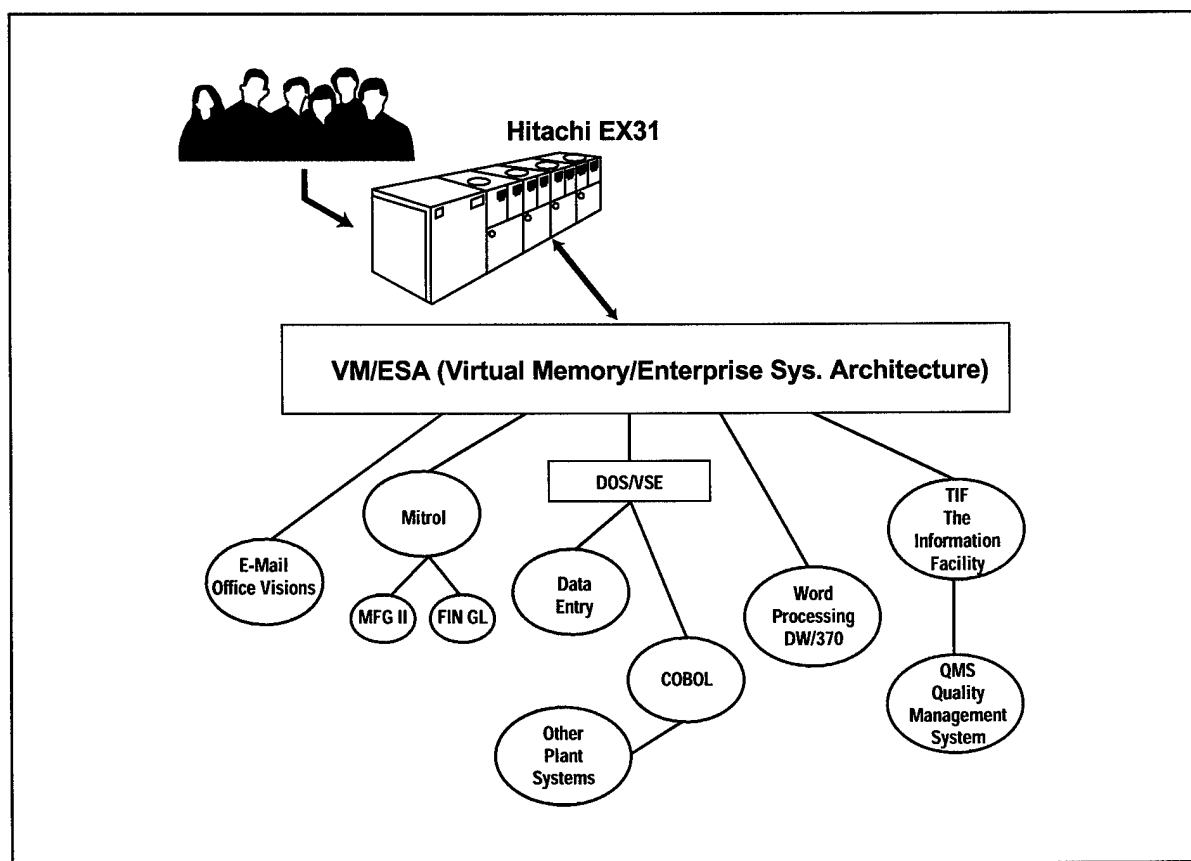 Hitachi EX31
VM/ESA (Virtual Memory/Enterprise Sys. Architecture)
E-Mail
Office Visions
Mitrol
MFG II
FIN GL
DOS/VSE
Data
Entry
COBOL
Other
Plant
Systems
Word
Processing
DW/370
TIF
The
Information
Facility
QMS
Quality
Management
System